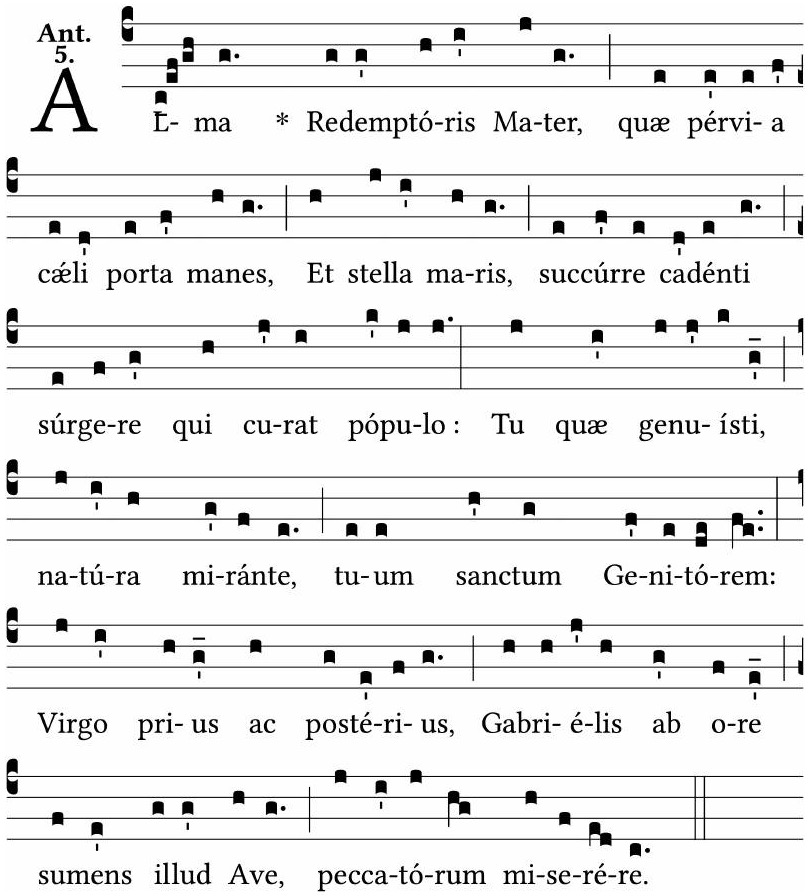 Ant.
5.
AL- ma * Redemptó-ris Ma-ter, quæ pérvi- a
cǽli porta manes, Et stella ma-ris, succúrre cadénti
súrge-re qui cu-rat pópu-lo : Tu quæ genu- ísti,
na-tú-ra mi-ránte, tu-um sanctum Ge-ni-tó-rem:
Virgo pri- us ac posté-ri- us, Gabri- é-lis ab o-re
sumens illud Ave, pecca-tó-rum mi-se-ré-re.